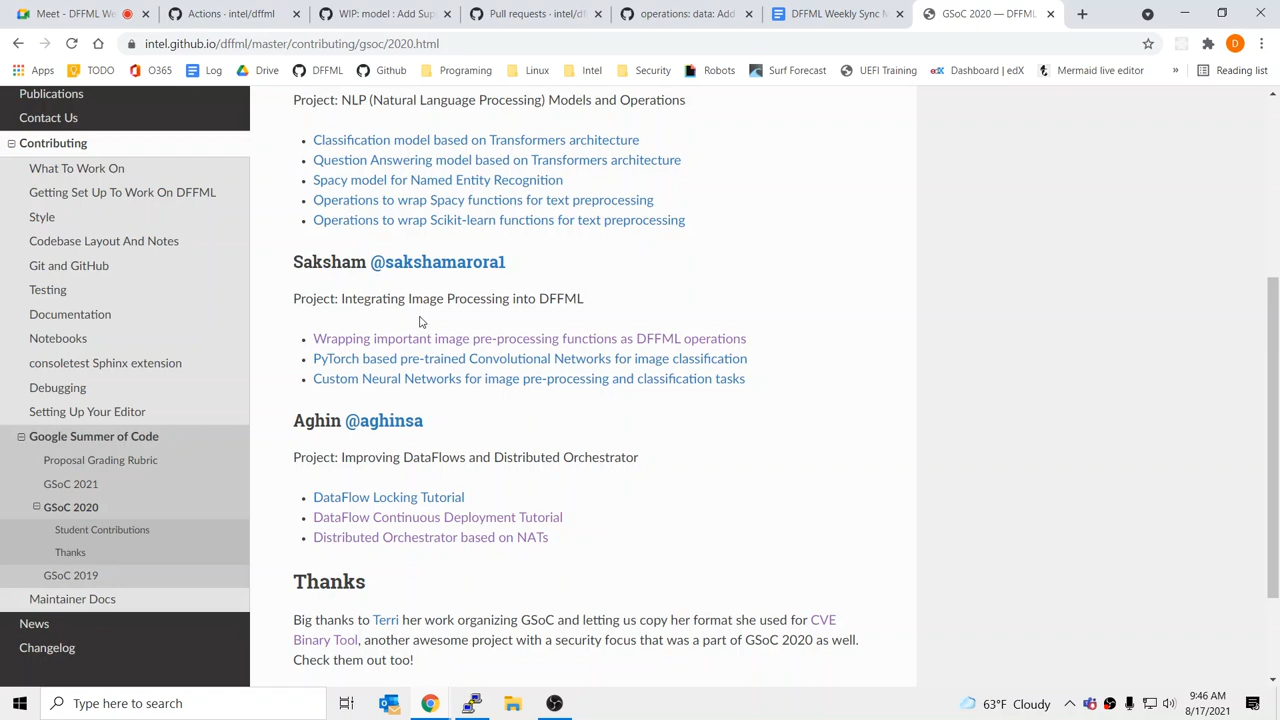 Meet – DFFML We
Actions · intel/dffml
WIP: model : Add Sup
Pull requests · intel/d
operations: data: Add
DFFML Weekly Sync M
GSoC 2020 — DFFML
intel.github.io/dffml/master/contributing/gsoc/2020.html
Apps
TODO
O365
Log
Drive
DFFML
Github
Programing
Linux
Intel
Security
Robots
Surf Forecast
UEFI Training
Dashboard | edX
Mermaid live editor
»
Reading list
Publications
Contact Us
Contributing
What To Work On
Getting Set Up To Work On DFFML
Style
Codebase Layout And Notes
Git and GitHub
Testing
Documentation
Notebooks
consoletest Sphinx extension
Debugging
Setting Up Your Editor
Google Summer of Code
Proposal Grading Rubric
GSoC 2021
GSoC 2020
Student Contributions
Thanks
GSoC 2019
Maintainer Docs
News
Changelog
Project: NLP (Natural Language Processing) Models and Operations
• Classification model based on Transformers architecture
• Question Answering model based on Transformers architecture
• Spacy model for Named Entity Recognition
• Operations to wrap Spacy functions for text preprocessing
• Operations to wrap Scikit-learn functions for text preprocessing
Saksham @sakshamarora1
Project: Integrating Image Processing into DFFML
• Wrapping important image pre-processing functions as DFFML operations
• PyTorch based pre-trained Convolutional Networks for image classification
• Custom Neural Networks for image pre-processing and classification tasks
Aghin @aghinsa
Project: Improving DataFlows and Distributed Orchestrator
• DataFlow Locking Tutorial
• DataFlow Continuous Deployment Tutorial
• Distributed Orchestrator based on NATs
Thanks
Big thanks to Terri her work organizing GSoC and letting us copy her format she used for CVE
Binary Tool, another awesome project with a security focus that was a part of GSoC 2020 as well.
Check them out too!
Type here to search
63°F Cloudy
9:46 AM
8/17/2021